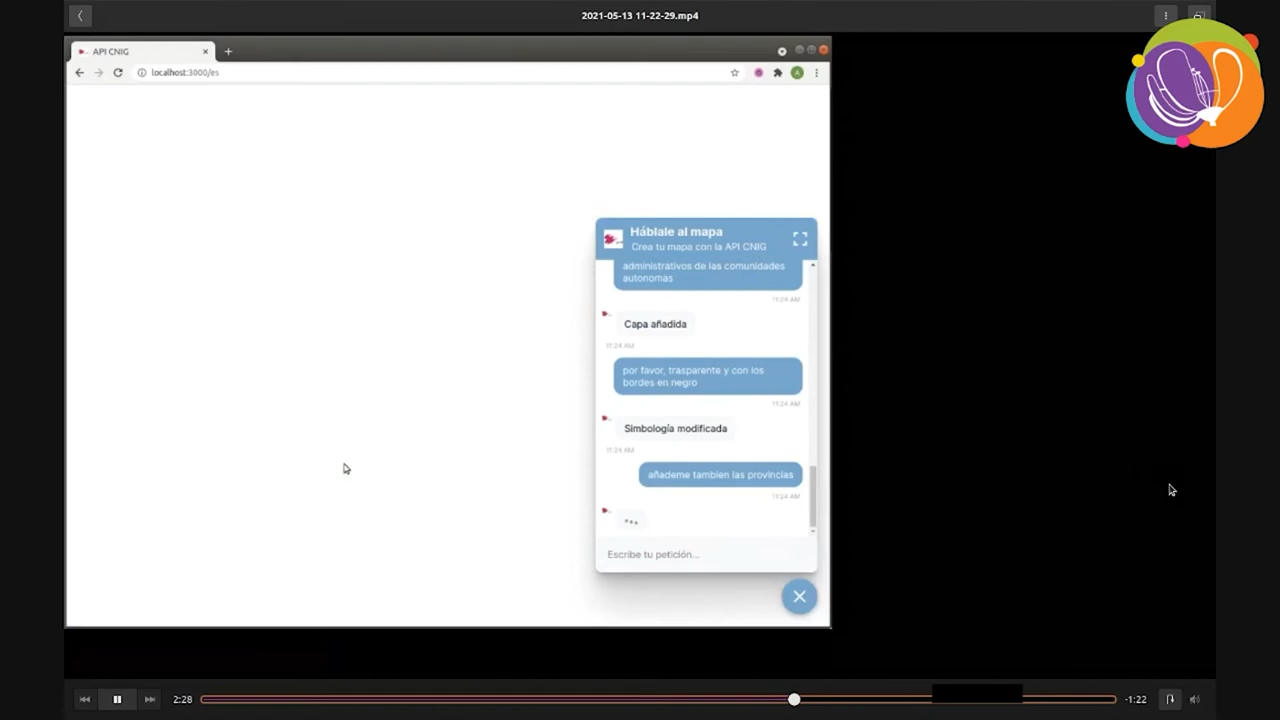 2021-05-13 11-22-29.mp4
API CNIG
localhost:3000/es
A
Háblale al mapa
Crea tu mapa con la API CNIG
administrativos de las comunidades
autonomas
11:24 AM
Capa añadida
11:24 AM
por favor, trasparente y con los
bordes en negro
11:24 AM
Simbología modificada
11:24 AM
añademe tambien las provincias
11:24 AM
Escribe tu petición...
2:28
-1:22